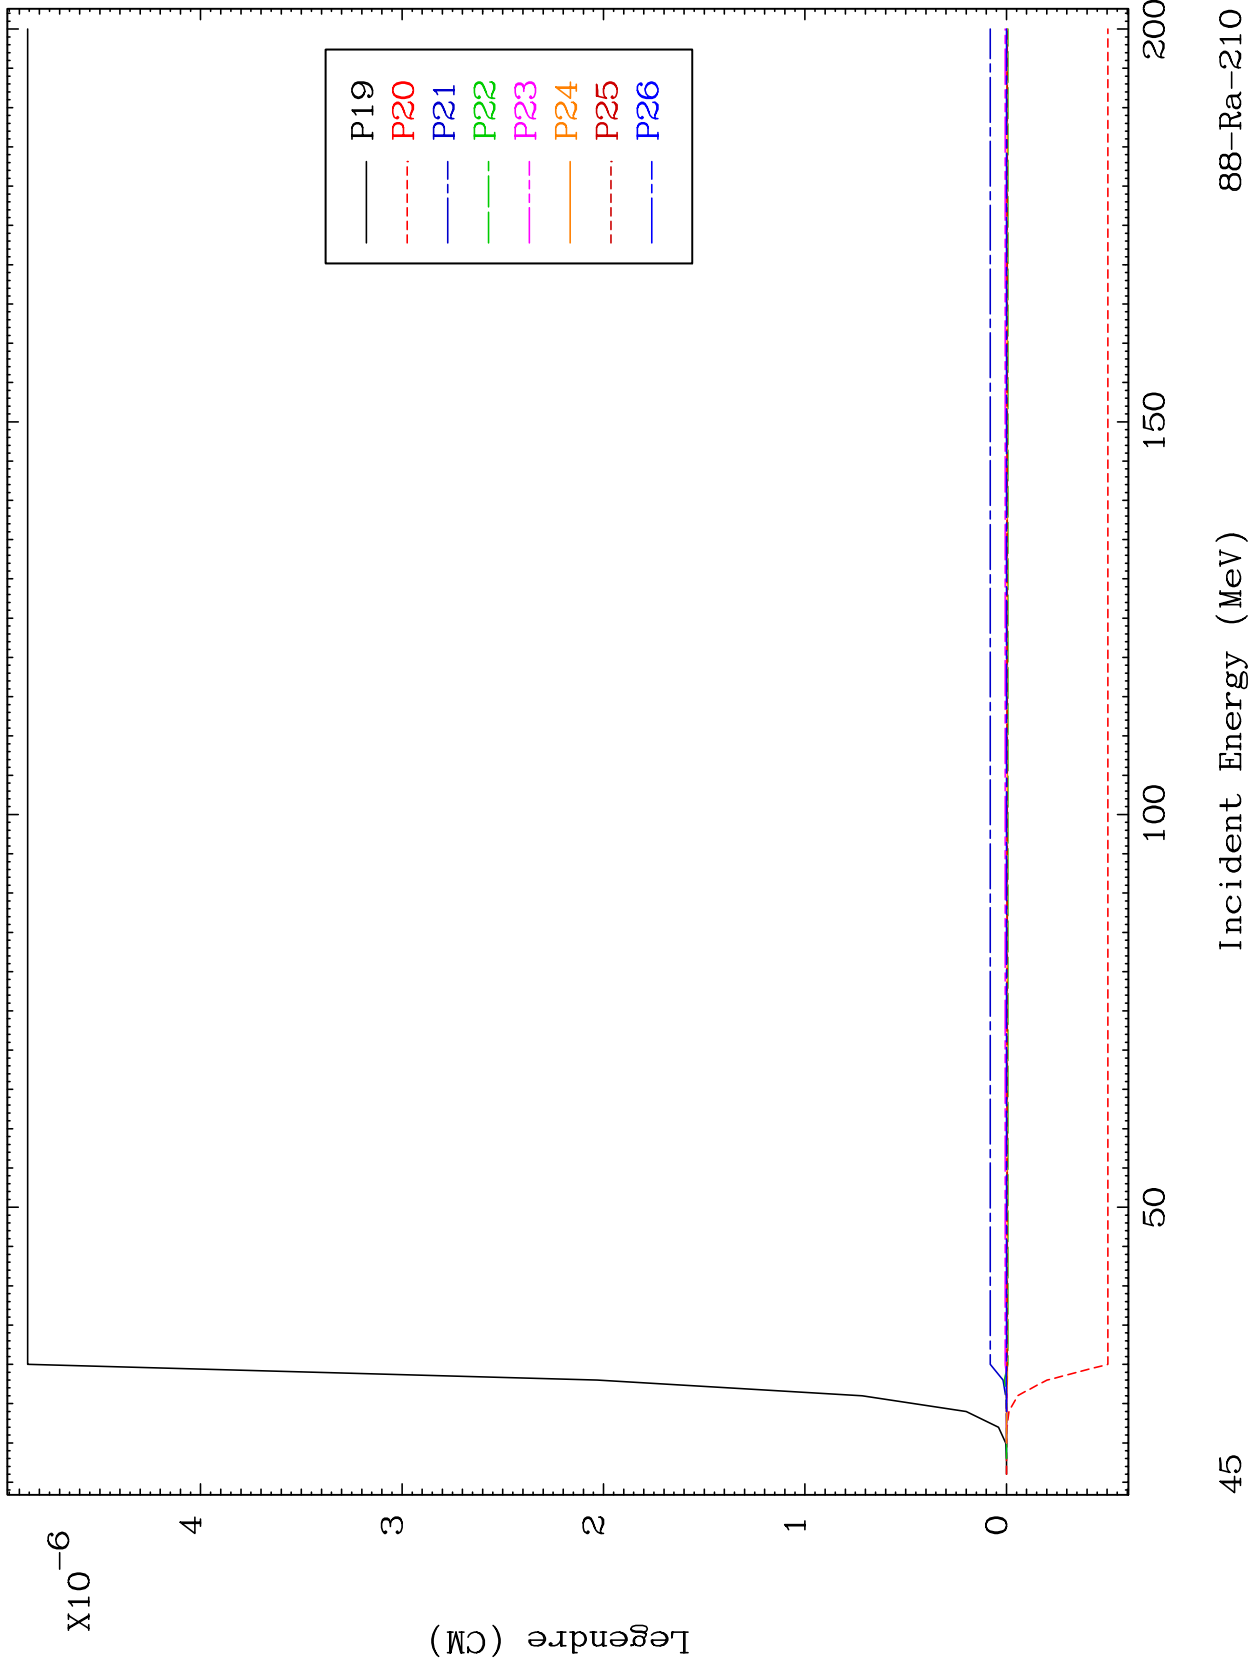 X10-6
Legendre (CM)
4
3
2
1
0
P19
P20
P21
P22
P23
P24
P25
P26
50
100
150
200
Incident Energy (MeV)
45
88-Ra-210